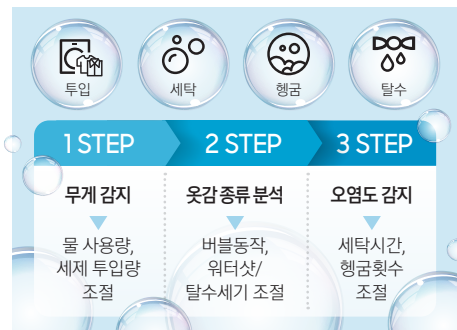 투입
세탁
헹굼
탈수
1 STEP
2 STEP
3 STEP
무게 감지
옷감 종류 분석
오염도 감지
물 사용량,
세제 투입량
조절
버블동작,
워터샷/
탈수세기 조절
세탁시간,
헹굼횟수
조절